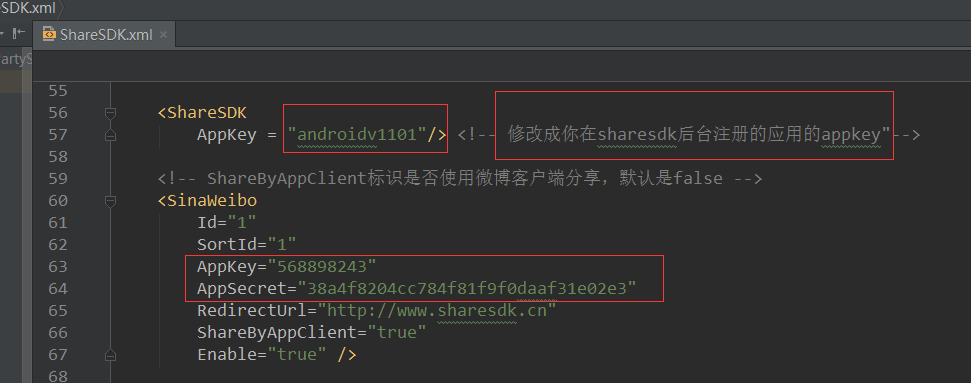 SDK.xml
ShareSDK.xml
artyS
55
56 <ShareSDK
57 AppKey = "androidv1101"/> <!-- 修改成你在sharesdk后台注册的应用的appkey"-->
58
59 <!-- ShareByAppClient标识是否使用微博客户端分享，默认是false -->
60 <SinaWeibo
61 Id="1"
62 SortId="1"
63 AppKey="568898243"
64 AppSecret="38a4f8204cc784f81f9f0daaf31e02e3"
65 RedirectUrl="http://www.sharesdk.cn"
66 ShareByAppClient="true"
67 Enable="true" />
68